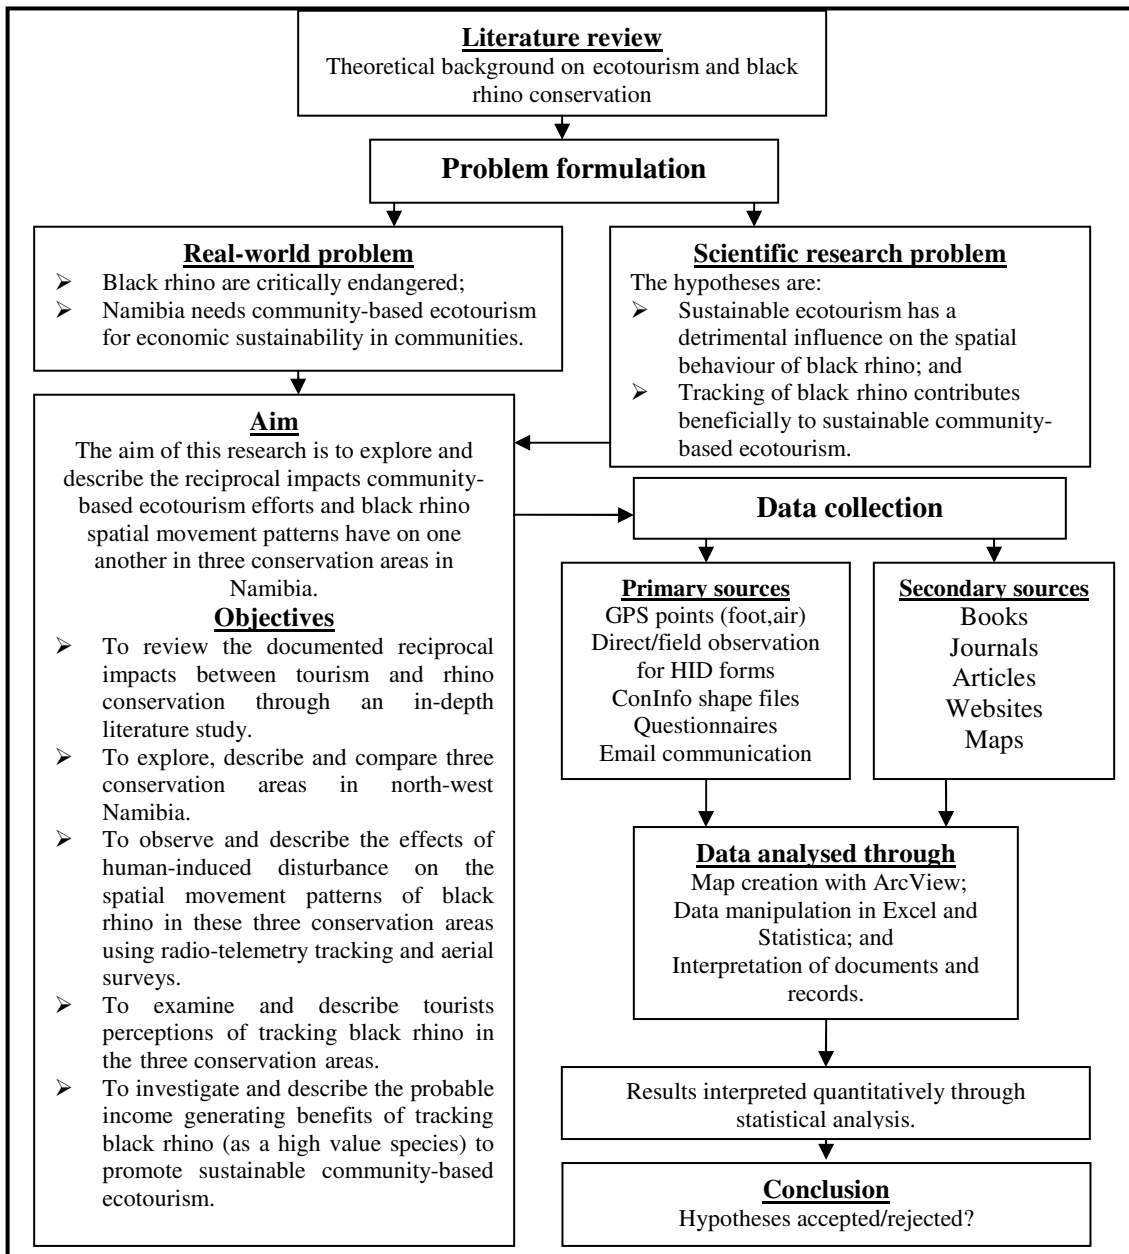 Literature review
Theoretical background on ecotourism and black
rhino conservation
Problem formulation
Real-world problem
➢ Black rhino are critically endangered;
➢ Namibia needs community-based ecotourism
for economic sustainability in communities.
Scientific research problem
The hypotheses are:
➢ Sustainable ecotourism has a
detrimental influence on the spatial
behaviour of black rhino; and
➢ Tracking of black rhino contributes
beneficially to sustainable community-
based ecotourism.
Aim
The aim of this research is to explore and
describe the reciprocal impacts community-
based ecotourism efforts and black rhino
spatial movement patterns have on one
another in three conservation areas in
Namibia.
Objectives
➢ To review the documented reciprocal
impacts between tourism and rhino
conservation through an in-depth
literature study.
➢ To explore, describe and compare three
conservation areas in north-west
Namibia.
➢ To observe and describe the effects of
human-induced disturbance on the
spatial movement patterns of black
rhino in these three conservation areas
using radio-telemetry tracking and aerial
surveys.
➢ To examine and describe tourists
perceptions of tracking black rhino in
the three conservation areas.
➢ To investigate and describe the probable
income generating benefits of tracking
black rhino (as a high value species) to
promote sustainable community-based
ecotourism.
Data collection
Primary sources
GPS points (foot,air)
Direct/field observation
for HID forms
ConInfo shape files
Questionnaires
Email communication
Secondary sources
Books
Journals
Articles
Websites
Maps
Data analysed through
Map creation with ArcView;
Data manipulation in Excel and
Statistica; and
Interpretation of documents and
records.
Results interpreted quantitatively through
statistical analysis.
Conclusion
Hypotheses accepted/rejected?